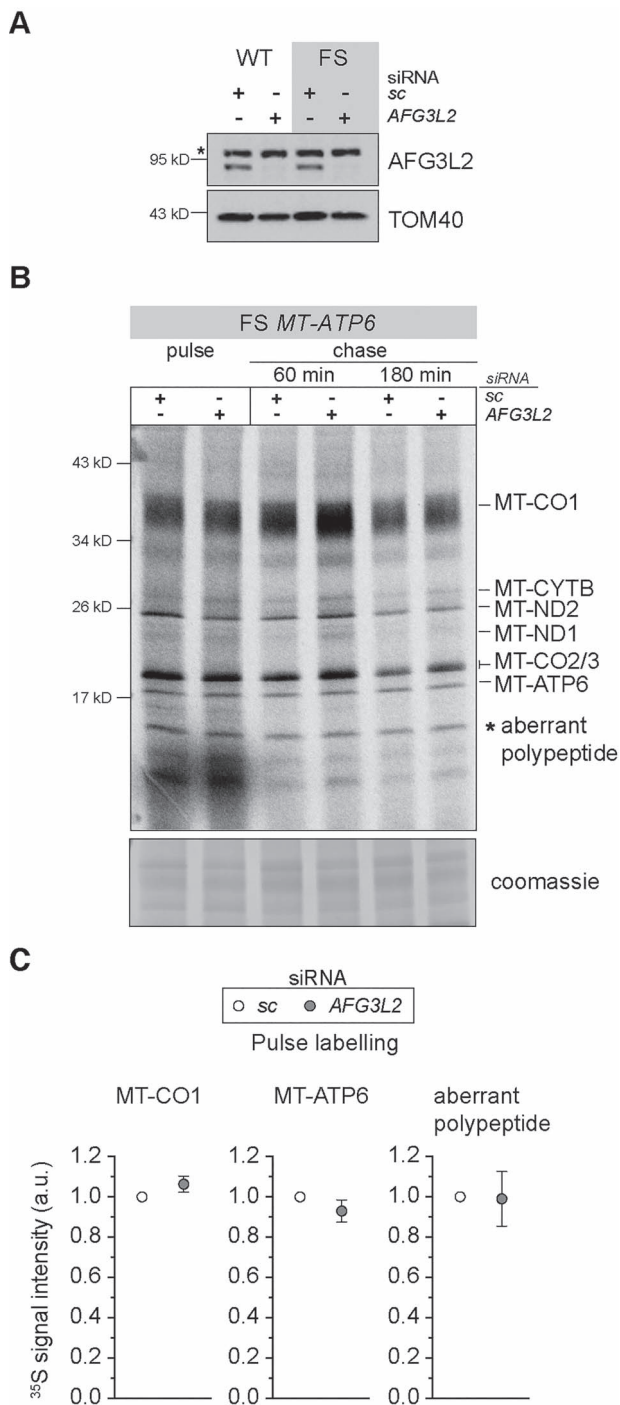 A
WT FS
siRNA
+ - + - sc
- + - + AFG3L2
*
95 kD
AFG3L2
43 kD
TOM40
B
FS MT-ATP6
pulse chase
60 min 180 min siRNA
+ - + - + - sc
- + - + - + AFG3L2
43 kD
MT-CO1
34 kD
MT-CYTB
26 kD
MT-ND2
MT-ND1
MT-CO2/3
MT-ATP6
17 kD
* aberrant
polypeptide
coomassie
C
siRNA
sc AFG3L2
Pulse labelling
MT-CO1 MT-ATP6 aberrant
polypeptide
35S signal intensity (a.u.)
1.2 1.2 1.2
1.0 1.0 1.0
0.8 0.8 0.8
0.6 0.6 0.6
0.4 0.4 0.4
0.2 0.2 0.2
0.0 0.0 0.0